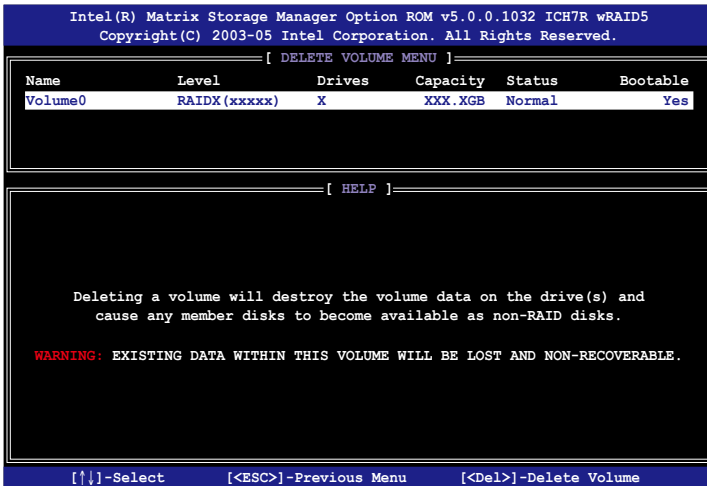 Intel(R) Matrix Storage Manager Option ROM v5.0.0.1032 ICH7R wRAID5
Copyright(C) 2003-05 Intel Corporation. All Rights Reserved.
[ DELETE VOLUME MENU ]
Name Level Drives Capacity Status Bootable
Volume0 RAIDX(xxxxx) X XXX.XGB Normal Yes
[ HELP ]
Deleting a volume will destroy the volume data on the drive(s) and
cause any member disks to become available as non-RAID disks.
WARNING: EXISTING DATA WITHIN THIS VOLUME WILL BE LOST AND NON-RECOVERABLE.
[↑↓]-Select [<ESC>]-Previous Menu [<Del>]-Delete Volume